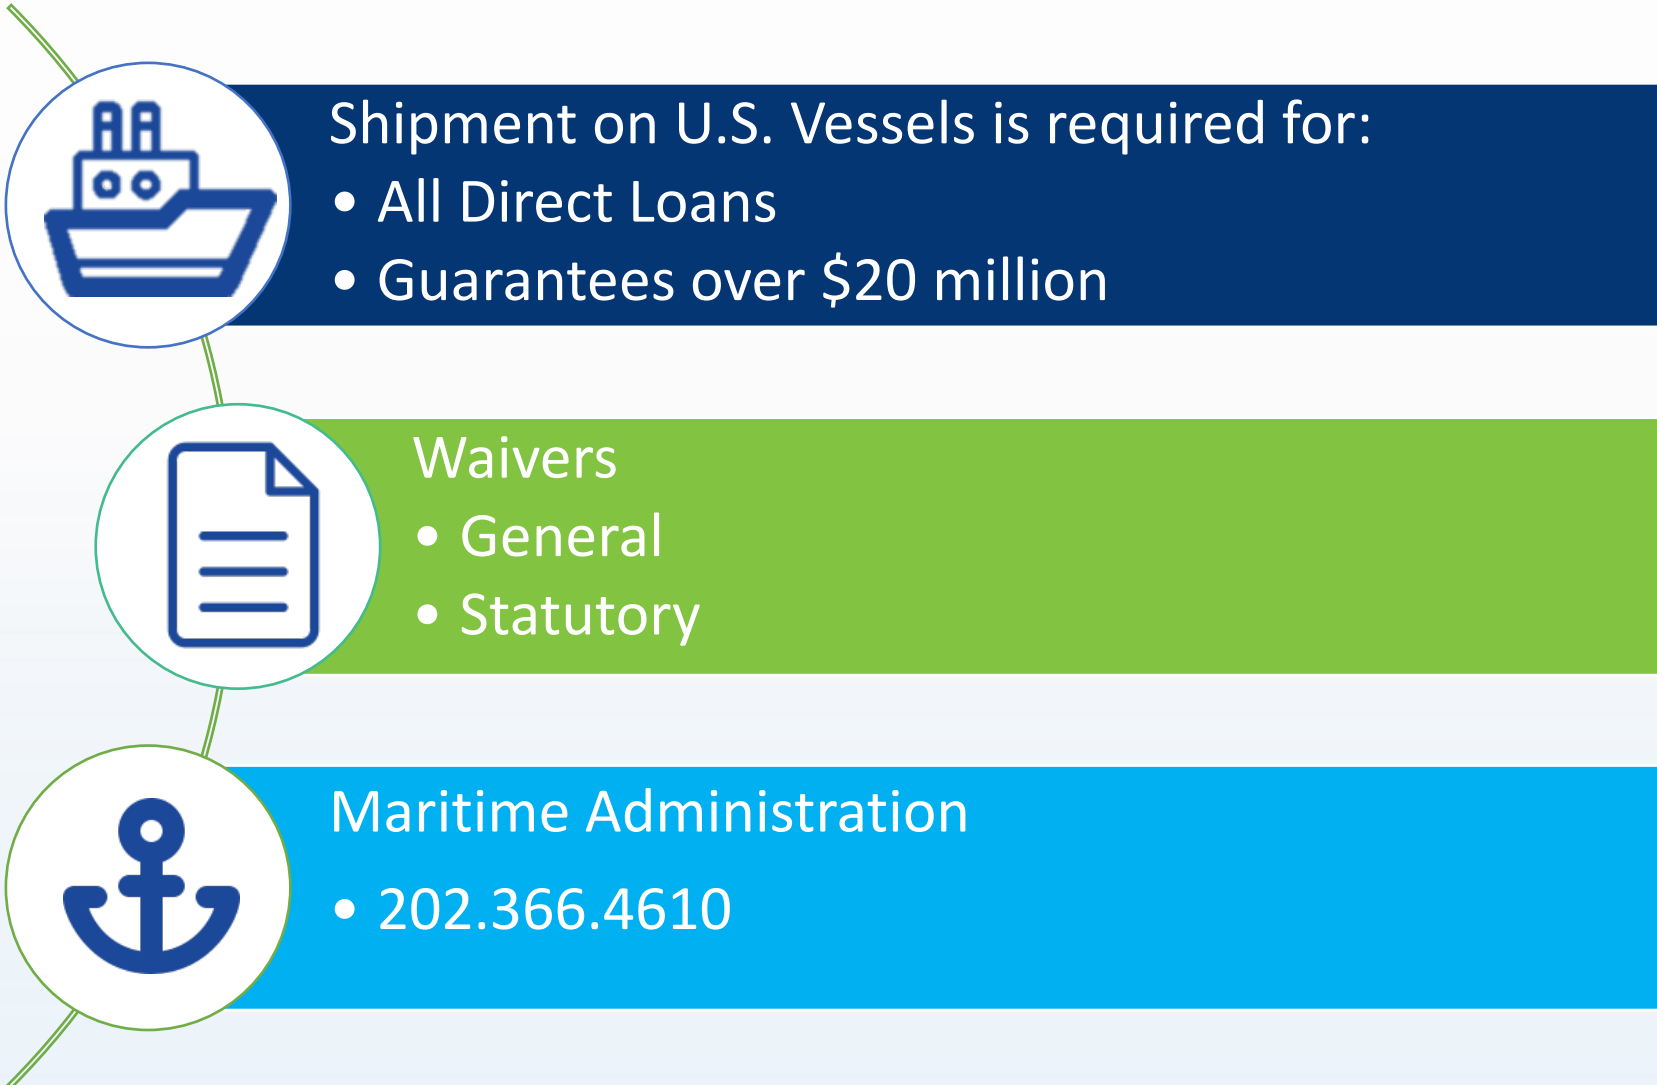 Shipment on U.S. Vessels is required for:
• All Direct Loans
• Guarantees over $20 million
Waivers
• General
• Statutory
Maritime Administration
• 202.366.4610